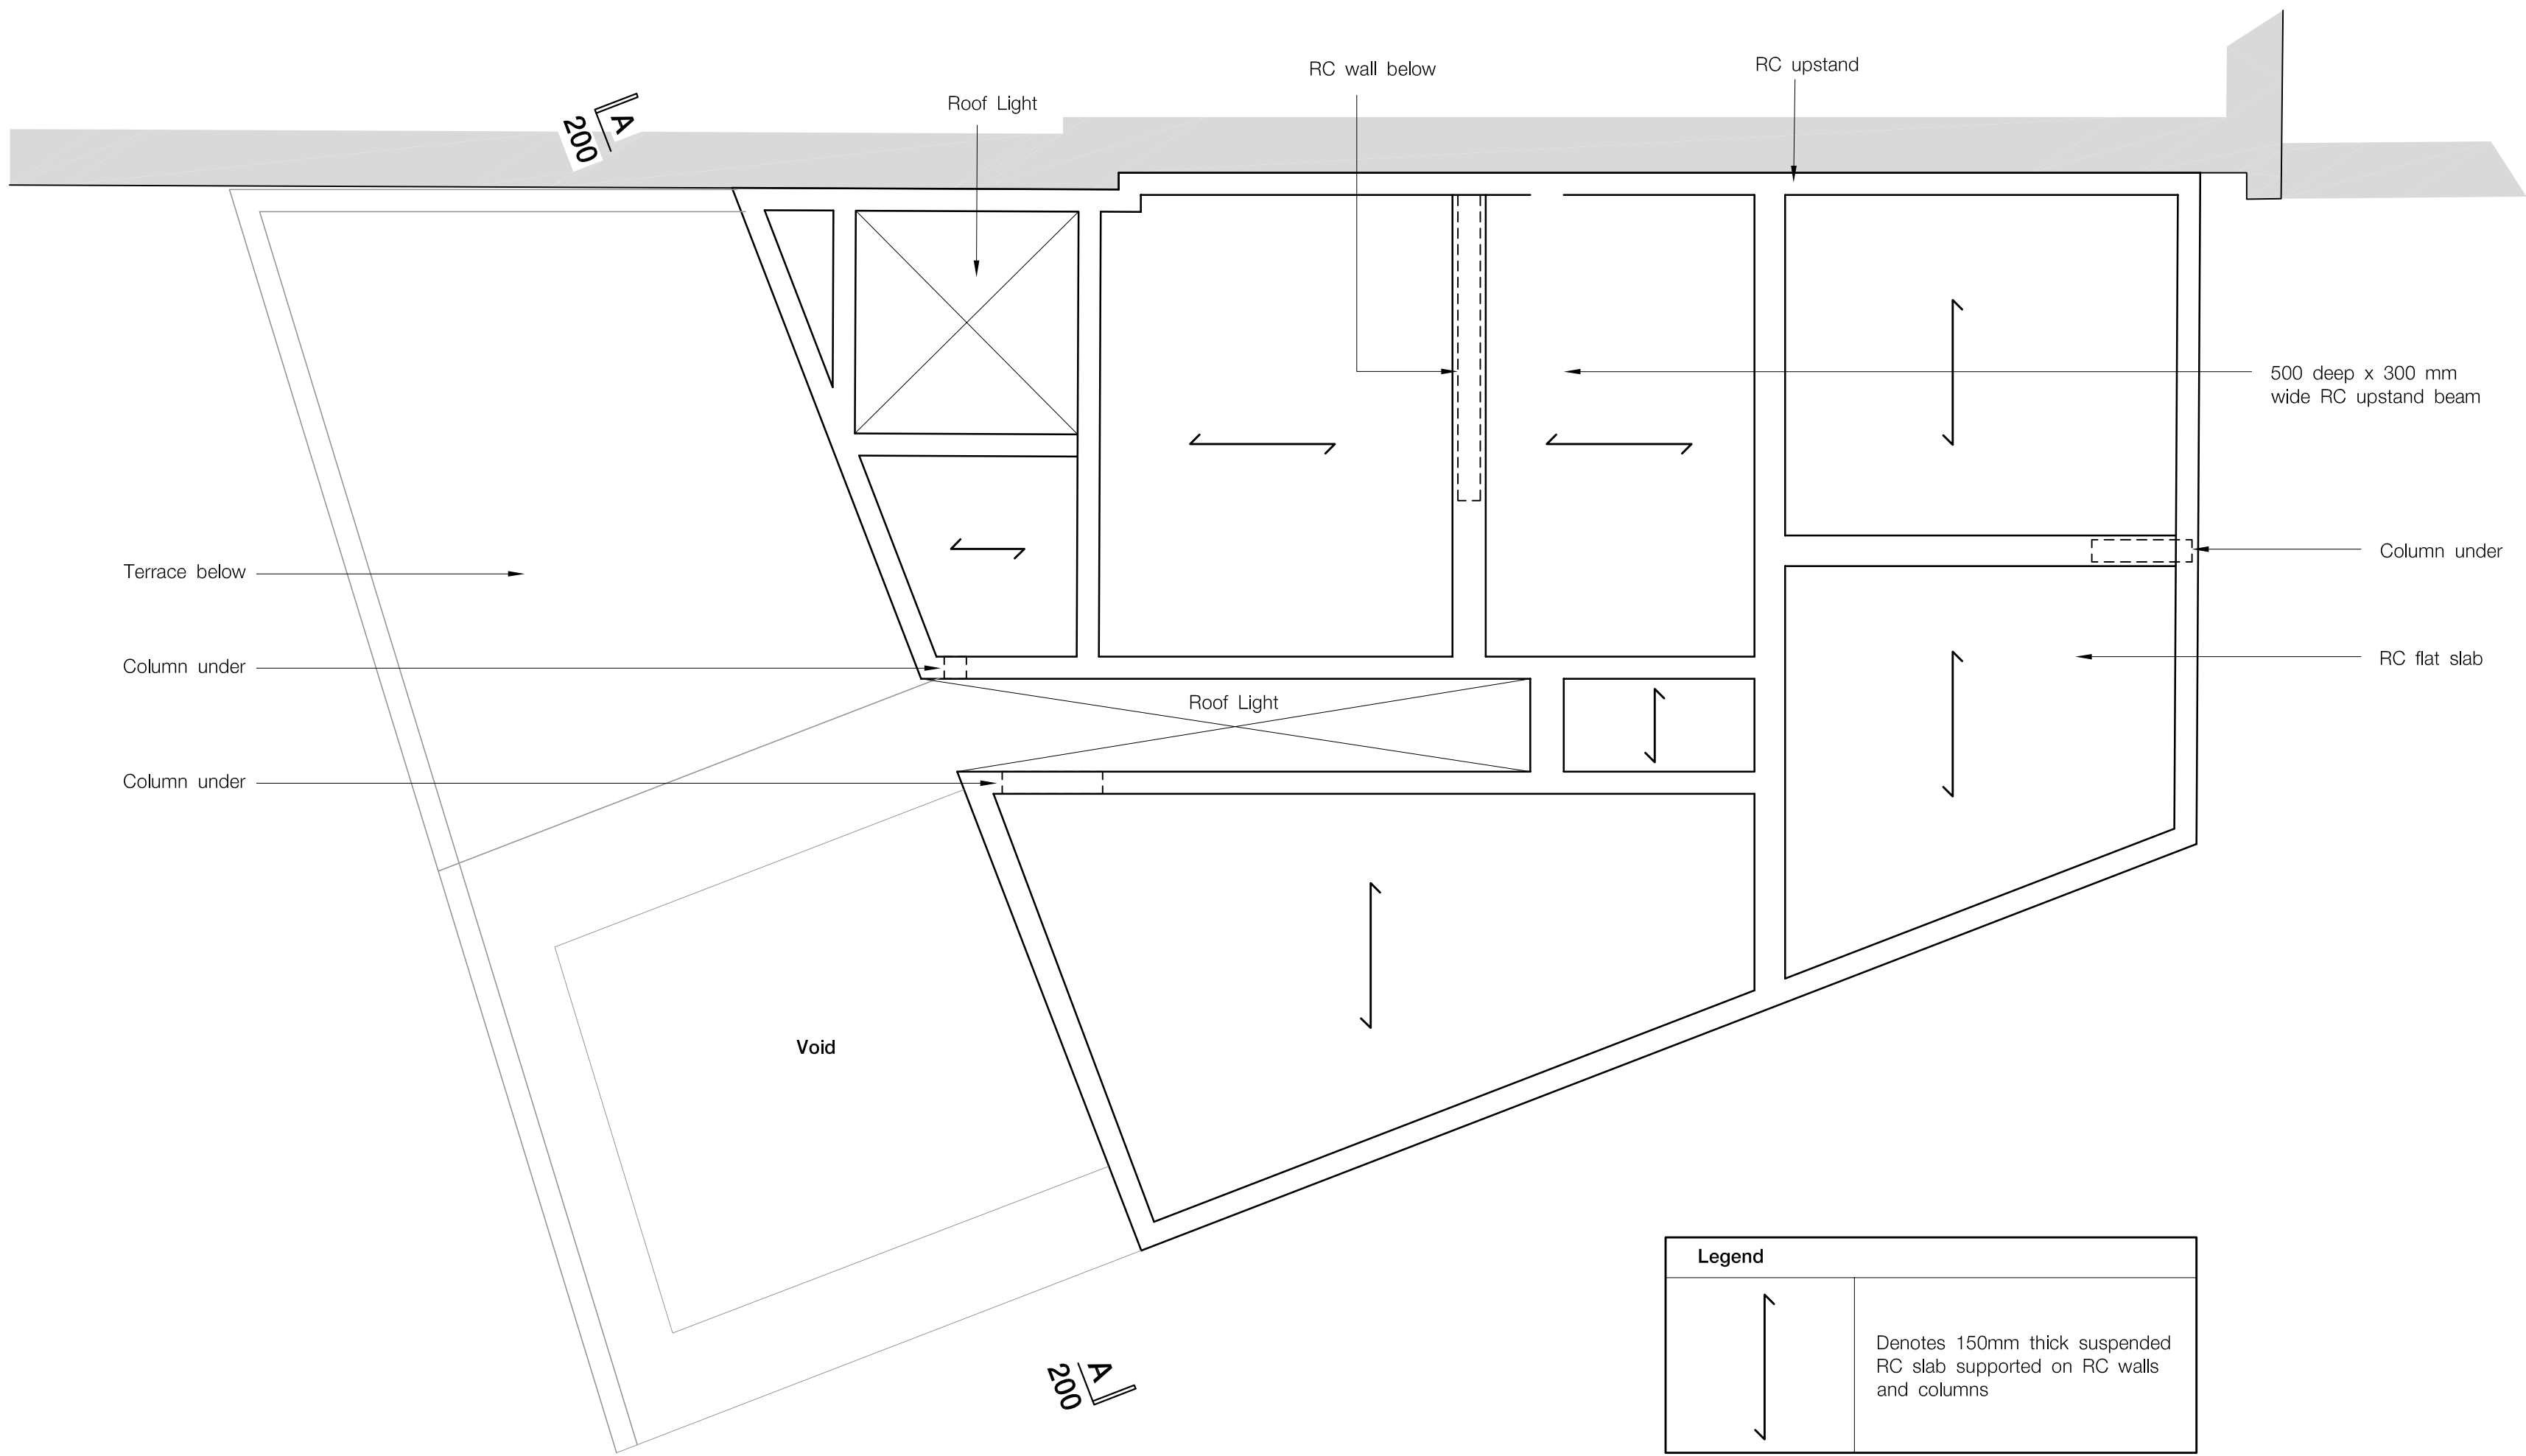 RC wall below
RC upstand
Roof Light
A
200
500 deep x 300 mm
wide RC upstand beam
Column under
Terrace below
RC flat slab
Column under
Roof Light
Column under
Void
Legend
Denotes 150mm thick suspended
RC slab supported on RC walls
and columns
A
200